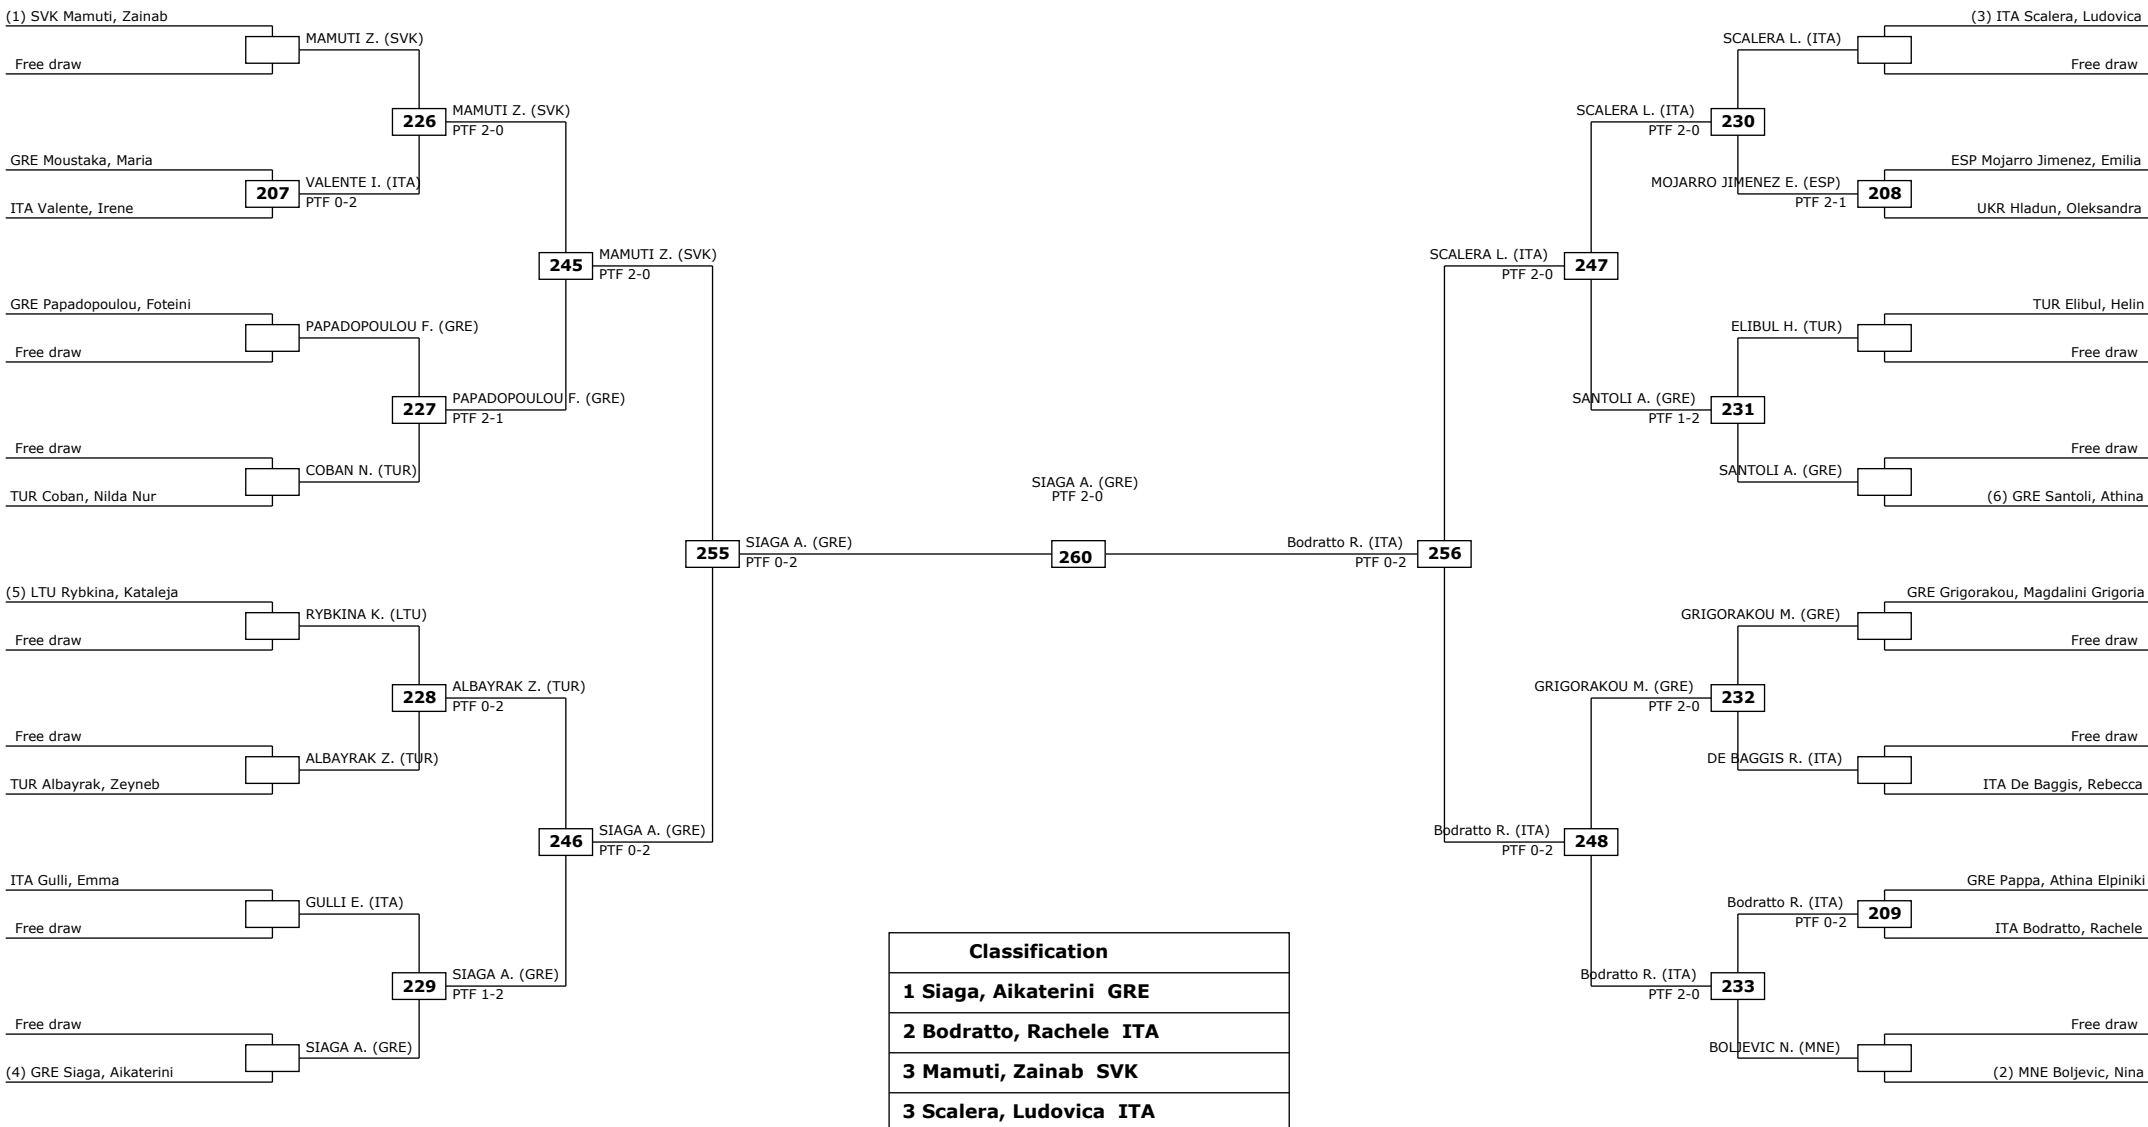 (1) SVK Mamuti, Zainab
MAMUTI Z. (SVK)
Free draw
226
MAMUTI Z. (SVK)
PTF 2-0
GRE Moustaka, Maria
207
VALENTE I. (ITA)
PTF 0-2
ITA Valente, Irene
245
MAMUTI Z. (SVK)
PTF 2-0
GRE Papadopoulou, Foteini
PAPADOPOULOU F. (GRE)
Free draw
227
PAPADOPOULOU F. (GRE)
PTF 2-1
Free draw
COBAN N. (TUR)
TUR Coban, Nilda Nur
255
SIAGA A. (GRE)
PTF 0-2
(5) LTU Rybkina, Kataleja
RYBKINA K. (LTU)
Free draw
228
ALBAYRAK Z. (TUR)
PTF 0-2
Free draw
ALBAYRAK Z. (TUR)
TUR Albayrak, Zeyneb
246
SIAGA A. (GRE)
PTF 0-2
ITA Gulli, Emma
GULLI E. (ITA)
Free draw
229
SIAGA A. (GRE)
PTF 1-2
Free draw
SIAGA A. (GRE)
(4) GRE Siaga, Aikaterini
SIAGA A. (GRE)
PTF 2-0
260
(3) ITA Scalera, Ludovica
SCALERA L. (ITA)
Free draw
SCALERA L. (ITA)
PTF 2-0
230
ESP Mojarro Jimenez, Emilia
MOJARRO JIMENEZ E. (ESP)
PTF 2-1
208
UKR Hladun, Oleksandra
SCALERA L. (ITA)
PTF 2-0
247
TUR Elibul, Helin
ELIBUL H. (TUR)
Free draw
SANTOLI A. (GRE)
PTF 1-2
231
Free draw
SANTOLI A. (GRE)
(6) GRE Santoli, Athina
Bodratto R. (ITA)
PTF 0-2
256
GRE Grigorakou, Magdalini Grigoria
GRIGORAKOU M. (GRE)
Free draw
GRIGORAKOU M. (GRE)
PTF 2-0
232
Free draw
DE BAGGIS R. (ITA)
ITA De Baggis, Rebecca
Bodratto R. (ITA)
PTF 0-2
248
GRE Pappa, Athina Elpiniki
Bodratto R. (ITA)
PTF 0-2
209
ITA Bodratto, Rachele
Bodratto R. (ITA)
PTF 2-0
233
Free draw
BOLJEVIC N. (MNE)
(2) MNE Boljevic, Nina
Classification
1 Siaga, Aikaterini GRE
2 Bodratto, Rachele ITA
3 Mamuti, Zainab SVK
3 Scalera, Ludovica ITA